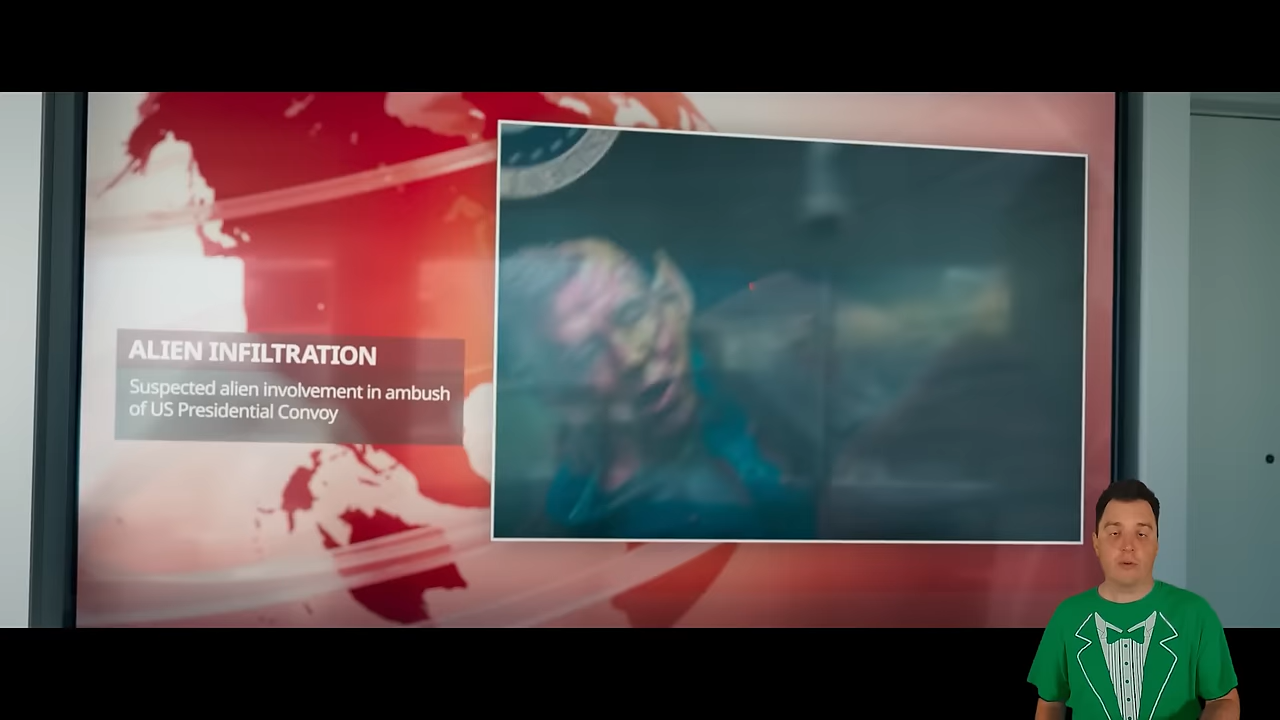 ALIEN INFILTRATION
Suspected alien involvement in ambush
of US Presidential Convoy